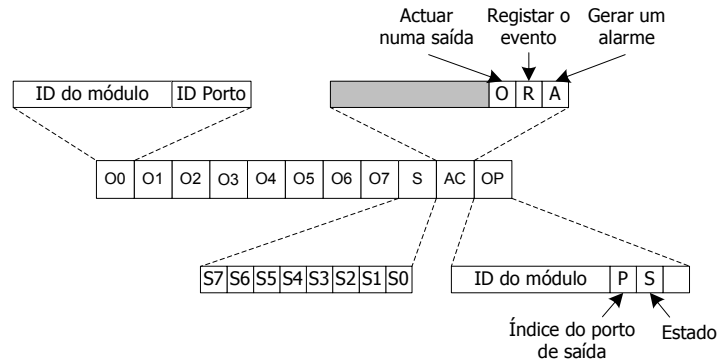 Actuar
numa saída
Registar o
evento
Gerar um
alarme
ID do módulo ID Porto
O R A
O0 O1 O2 O3 O4 O5 O6 O7 S AC OP
S7 S6 S5 S4 S3 S2 S1 S0
ID do módulo P S
Índice do porto
de saída
Estado